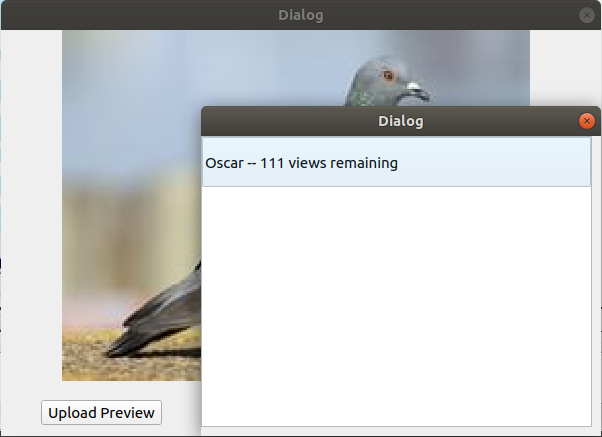 Dialog
Dialog
Oscar -- 111 views remaining
Upload Preview